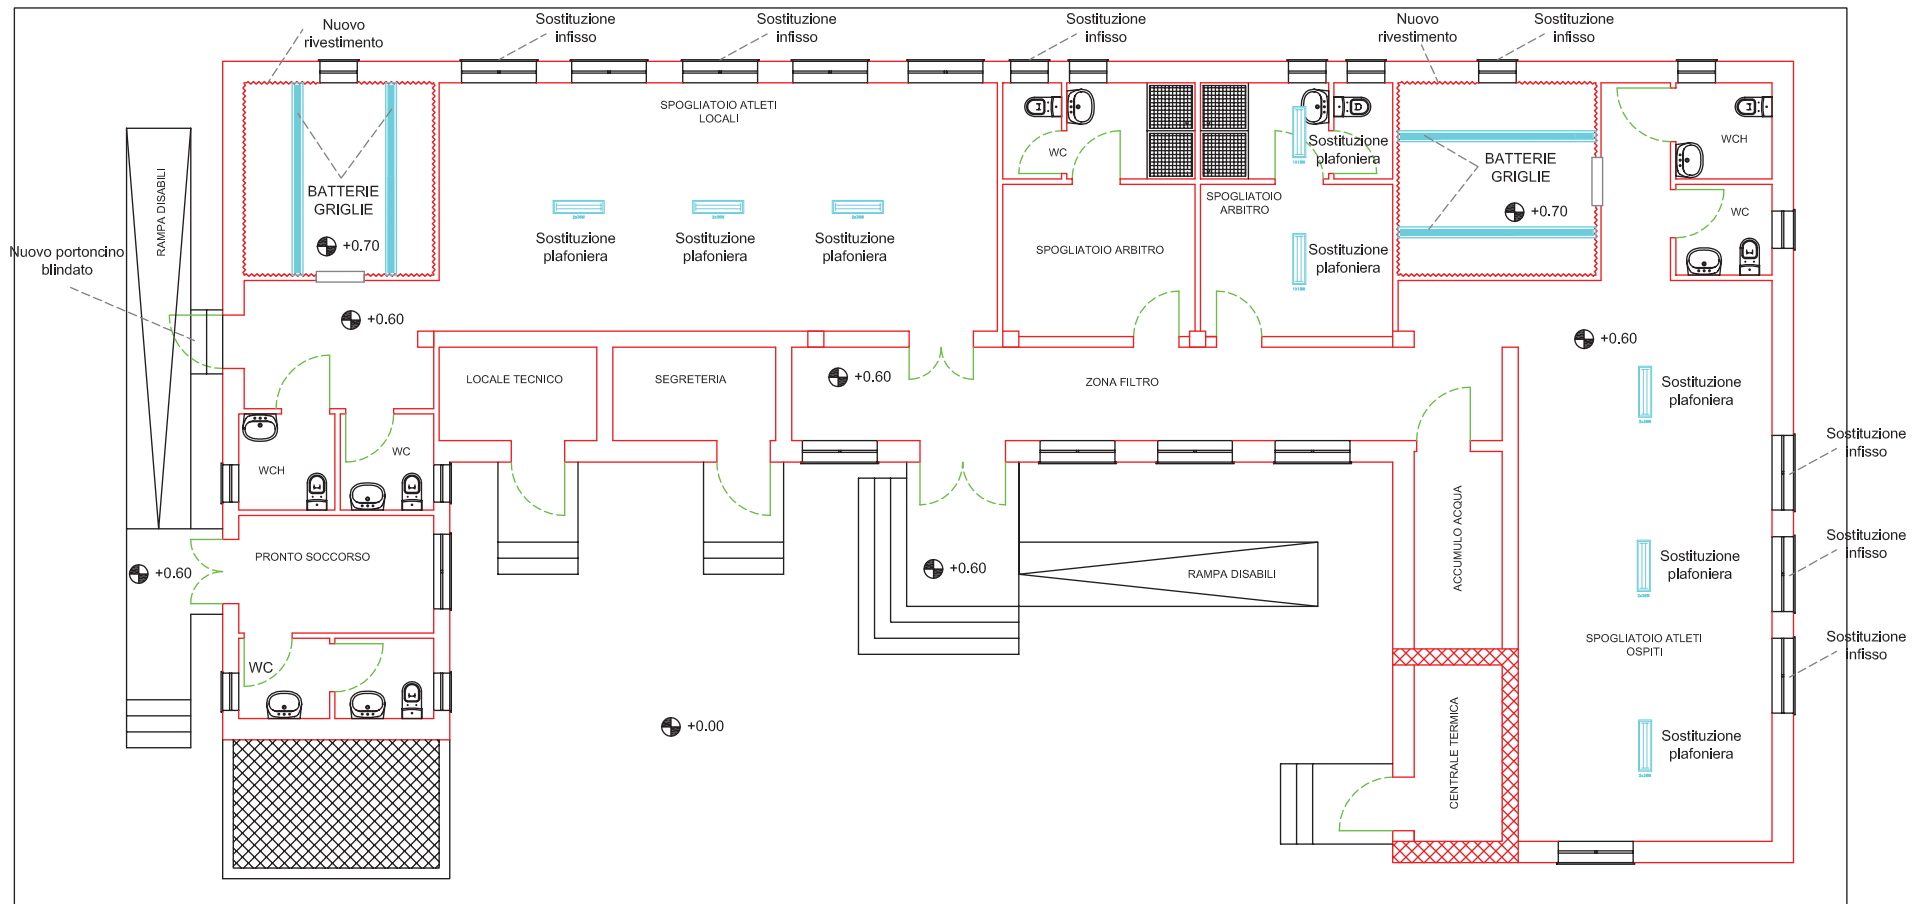 Nuovo
rivestimento
Sostituzione
infisso
Sostituzione
infisso
Sostituzione
infisso
Nuovo
rivestimento
Sostituzione
infisso
SPOGLIATOIO ATLETI
LOCALI
RAMPA DISABILI
BATTERIE
GRIGLIE
+0.70
Nuovo portoncino
blindato
Sostituzione
plafoniera
Sostituzione
plafoniera
Sostituzione
plafoniera
WC
Sostituzione
plafoniera
SPOGLIATOIO
ARBITRO
SPOGLIATOIO ARBITRO
Sostituzione
plafoniera
BATTERIE
GRIGLIE
+0.70
WCH
WC
+0.60
+0.60
LOCALE TECNICO
SEGRETERIA
+0.60
ZONA FILTRO
Sostituzione
plafoniera
WCH
WC
Sostituzione
infisso
PRONTO SOCCORSO
+0.60
+0.60
RAMPA DISABILI
ACCUMULO ACQUA
Sostituzione
plafoniera
Sostituzione
infisso
SPOGLIATOIO ATLETI
OSPITI
Sostituzione
infisso
WC
+0.00
CENTRALE TERMICA
Sostituzione
plafoniera